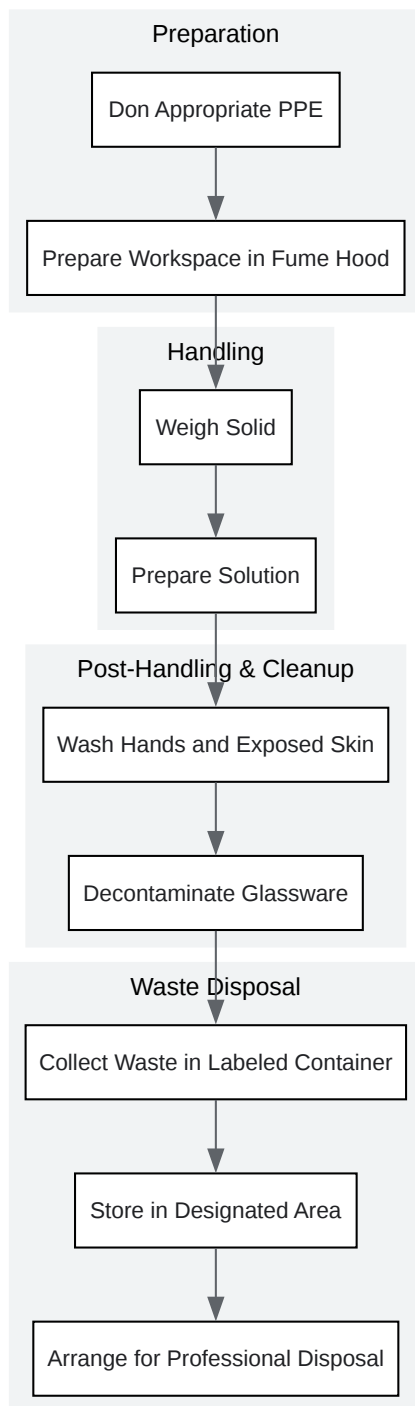 Preparation
Don Appropriate PPE
Prepare Workspace in Fume Hood
Handling
Weigh Solid
Prepare Solution
Post-Handling & Cleanup
Wash Hands and Exposed Skin
Decontaminate Glassware
Waste Disposal
Collect Waste in Labeled Container
Store in Designated Area
Arrange for Professional Disposal